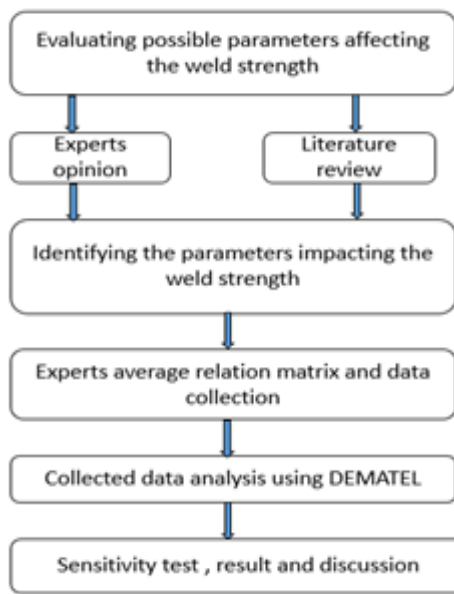 Evaluating possible parameters affecting
the weld strength
Experts
opinion
Literature
review
Identifying the parameters impacting the
weld strength
Experts average relation matrix and data
collection
Collected data analysis using DEMATEL
Sensitivity test , result and discussion